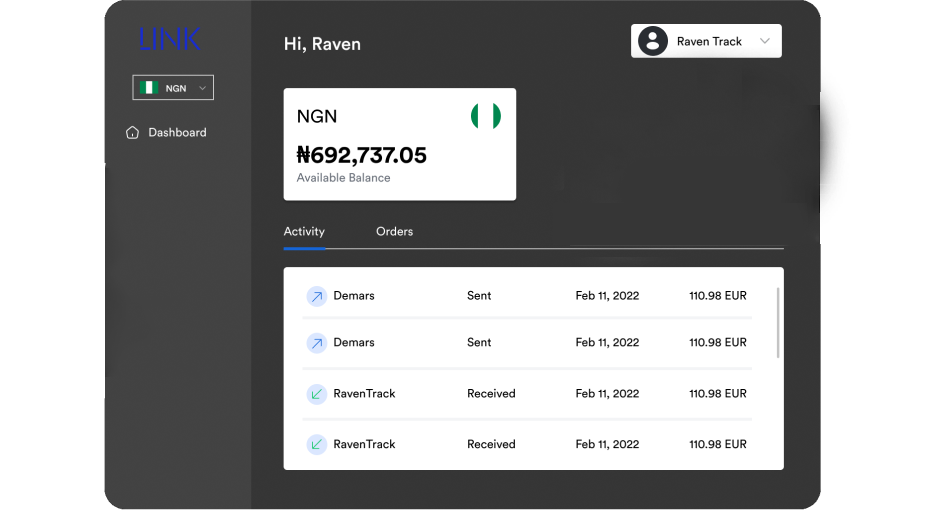 LINK
NGN
Dashboard
Hi, Raven
Raven Track
NGN
₦692,737.05
Available Balance
Activity Orders
Demars Sent Feb 11, 2022 110.98 EUR
Demars Sent Feb 11, 2022 110.98 EUR
RavenTrack Received Feb 11, 2022 110.98 EUR
RavenTrack Received Feb 11, 2022 110.98 EUR